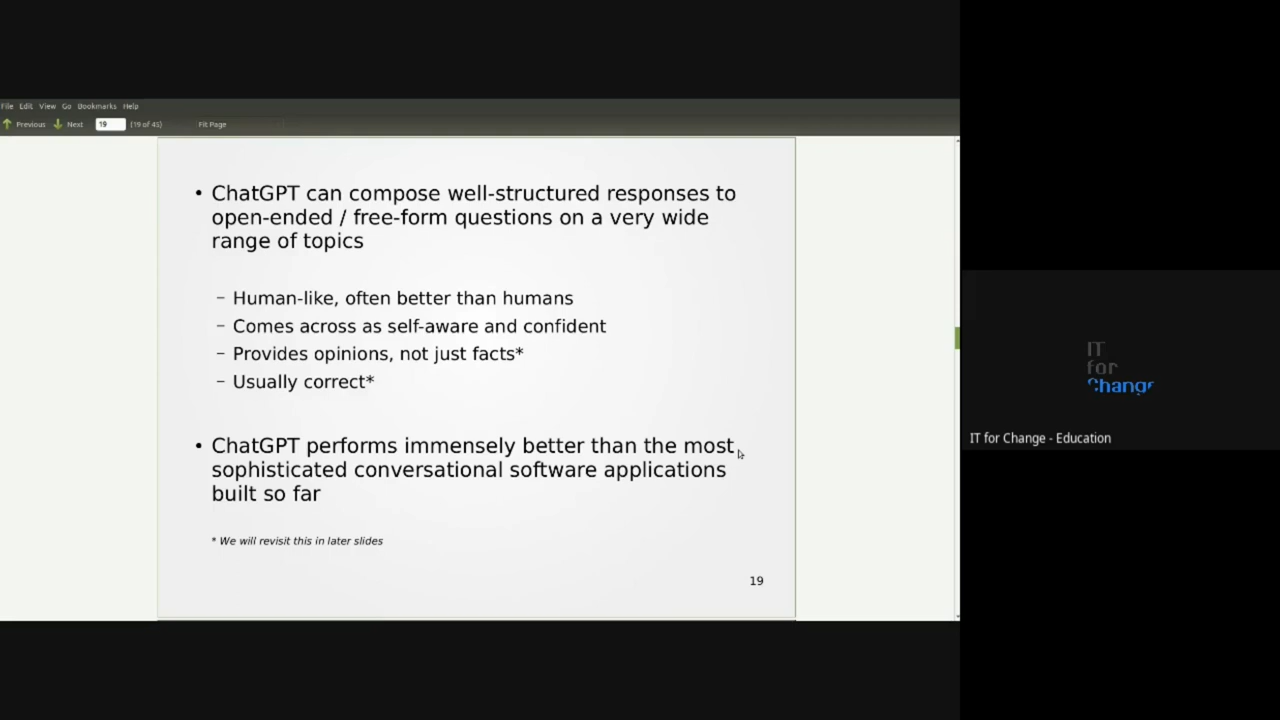 File Edit View Go Bookmarks Help
Previous Next 19 (19 of 45) Fit Page
• ChatGPT can compose well-structured responses to
open-ended / free-form questions on a very wide
range of topics
– Human-like, often better than humans
– Comes across as self-aware and confident
– Provides opinions, not just facts*
– Usually correct*
• ChatGPT performs immensely better than the most
sophisticated conversational software applications
built so far
* We will revisit this in later slides
19
IT
for
Change
IT for Change - Education